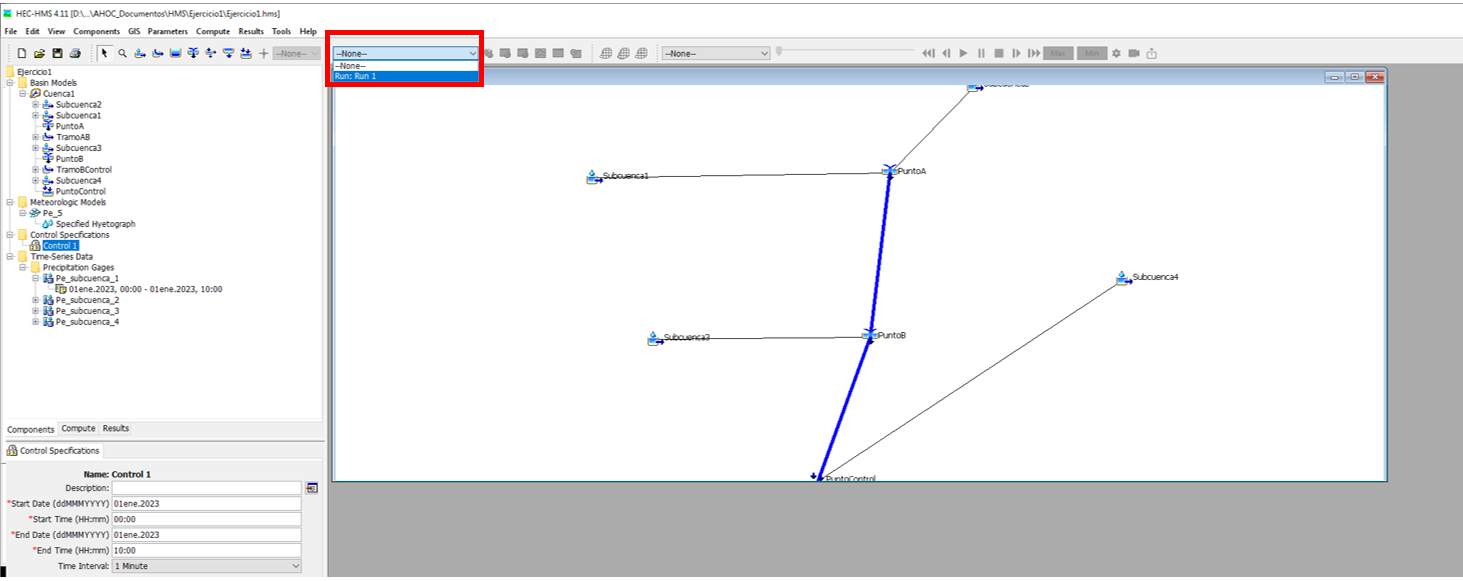 HEC-HMS 4.11 [D:\...\AHOC_Documentos\HMS\Ejercicio1\Ejercicio1.hms]
File Edit View Components GIS Parameters Compute Results Tools Help
--None-- --None-- --None-- Max Min
--None--
Run: Run 1
Ejercicio1
Basin Models
Cuenca1
Subcuenca2
Subcuenca1
PuntoA
TramoAB
Subcuenca3
PuntoB
TramoBControl
Subcuenca4
PuntoControl
Meteorologic Models
Pe_5
Specified Hyetograph
Control Specifications
Control 1
Time-Series Data
Precipitation Gages
Pe_subcuenca_1
01ene.2023, 00:00 - 01ene.2023, 10:00
Pe_subcuenca_2
Pe_subcuenca_3
Pe_subcuenca_4
Components Compute Results
Control Specifications
Name: Control 1
Description:
*Start Date (ddMMMYYYY) 01ene.2023
*Start Time (HH:mm) 00:00
*End Date (ddMMMYYYY) 01ene.2023
*End Time (HH:mm) 10:00
Time Interval: 1 Minute
Subcuenca2
Subcuenca1
PuntoA
Subcuenca4
Subcuenca3
PuntoB
PuntoControl